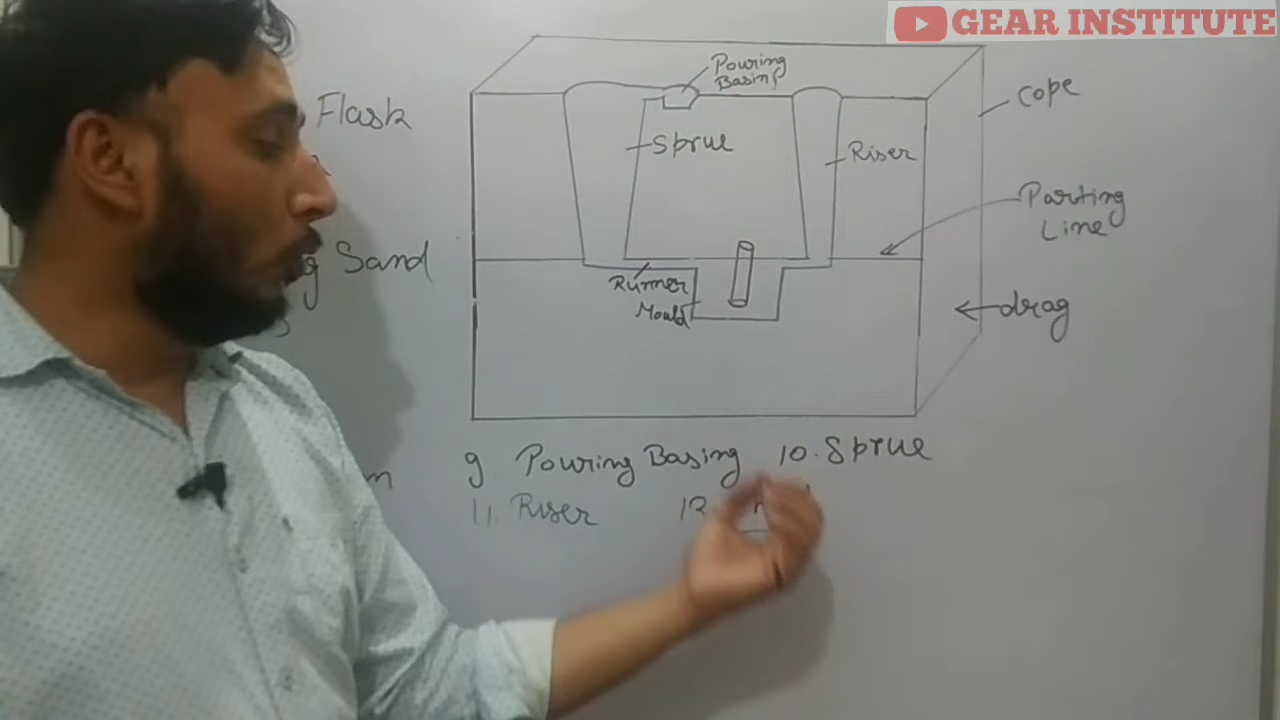 GEAR INSTITUTE
Pouring
Basin
cope
Flask
Sprue
Riser
Parting
Line
Sand
Runner
Mould
drag
9. Pouring Basing 10. Sprue
11. Riser 12.